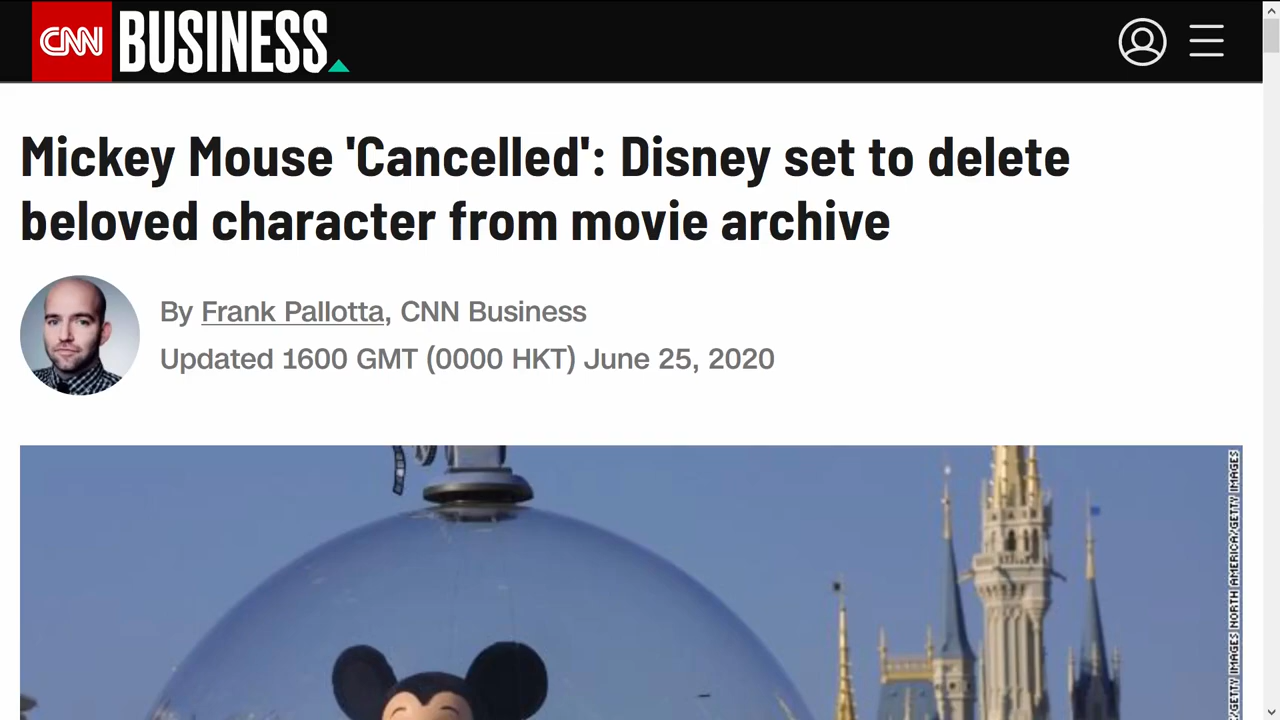 CNN BUSINESS
Mickey Mouse 'Cancelled': Disney set to delete
beloved character from movie archive
By Frank Pallotta, CNN Business
Updated 1600 GMT (0000 HKT) June 25, 2020
/GETTY IMAGES NORTH AMERICA/GETTY IMAGES